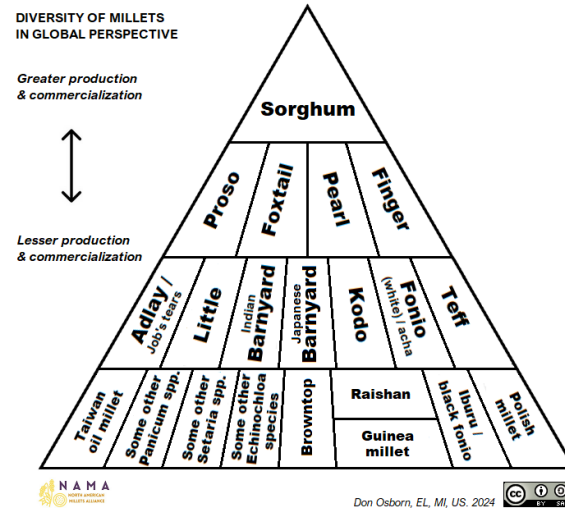 DIVERSITY OF MILLETS
IN GLOBAL PERSPECTIVE
Greater production
& commercialization
Lesser production
& commercialization
Sorghum
Proso
Foxtail
Pearl
Finger
Adlay /
Job's tears
Little
Indian
Barnyard
Japanese
Barnyard
Kodo
Fonio
(white) / acha
Teff
Taiwan
oil millet
Some other
Panicum spp.
Some other
Setaria spp.
Some other
Echinochloa
species
Browntop
Raishan
Guinea
millet
Iburu /
black fonio
Polish
millet
NAMA
NORTH AMERICAN
MILLETS ALLIANCE
Don Osborn, EL, MI, US. 2024
cc
BY SA